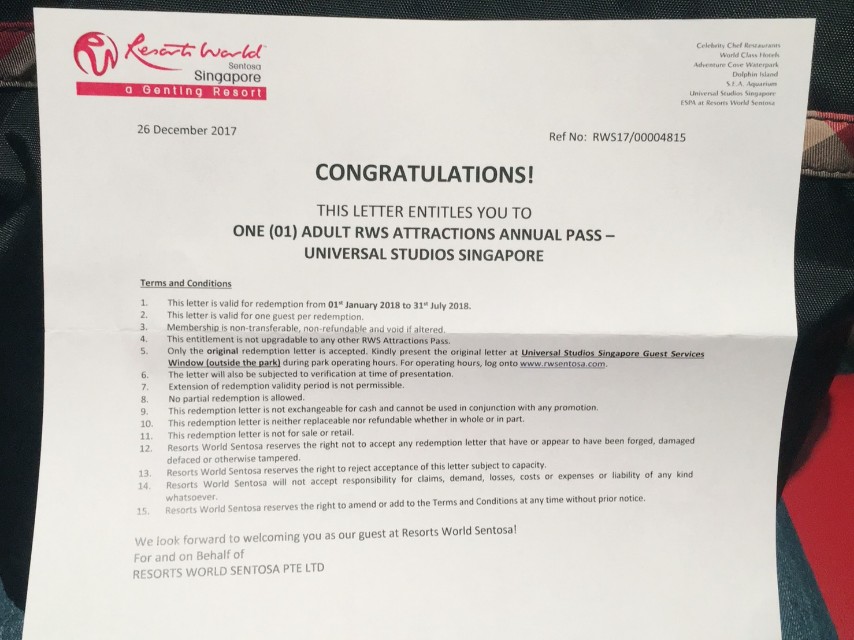 Resorts World
Sentosa
Singapore
a Genting Resort
Celebrity Chef Restaurants
World Class Hotels
Adventure Cove Waterpark
Dolphin Island
S.E.A. Aquarium
Universal Studios Singapore
ESPA at Resorts World Sentosa
26 December 2017
Ref No: RWS17/00004815
CONGRATULATIONS!
THIS LETTER ENTITLES YOU TO
ONE (01) ADULT RWS ATTRACTIONS ANNUAL PASS –
UNIVERSAL STUDIOS SINGAPORE
Terms and Conditions
1. This letter is valid for redemption from 01st January 2018 to 31st July 2018.
2. This letter is valid for one guest per redemption.
3. Membership is non-transferable, non-refundable and void if altered.
4. This entitlement is not upgradable to any other RWS Attractions Pass.
5. Only the original redemption letter is accepted. Kindly present the original letter at Universal Studios Singapore Guest Services
Window (outside the park) during park operating hours. For operating hours, log onto www.rwsentosa.com.
6. The letter will also be subjected to verification at time of presentation.
7. Extension of redemption validity period is not permissible.
8. No partial redemption is allowed.
9. This redemption letter is not exchangeable for cash and cannot be used in conjunction with any promotion.
10. This redemption letter is neither replaceable nor refundable whether in whole or in part.
11. This redemption letter is not for sale or retail.
12. Resorts World Sentosa reserves the right not to accept any redemption letter that have or appear to have been forged, damaged
defaced or otherwise tampered.
13. Resorts World Sentosa reserves the right to reject acceptance of this letter subject to capacity.
14. Resorts World Sentosa will not accept responsibility for claims, demand, losses, costs or expenses or liability of any kind
whatsoever.
15. Resorts World Sentosa reserves the right to amend or add to the Terms and Conditions at any time without prior notice.
We look forward to welcoming you as our guest at Resorts World Sentosa!
For and on Behalf of
RESORTS WORLD SENTOSA PTE LTD